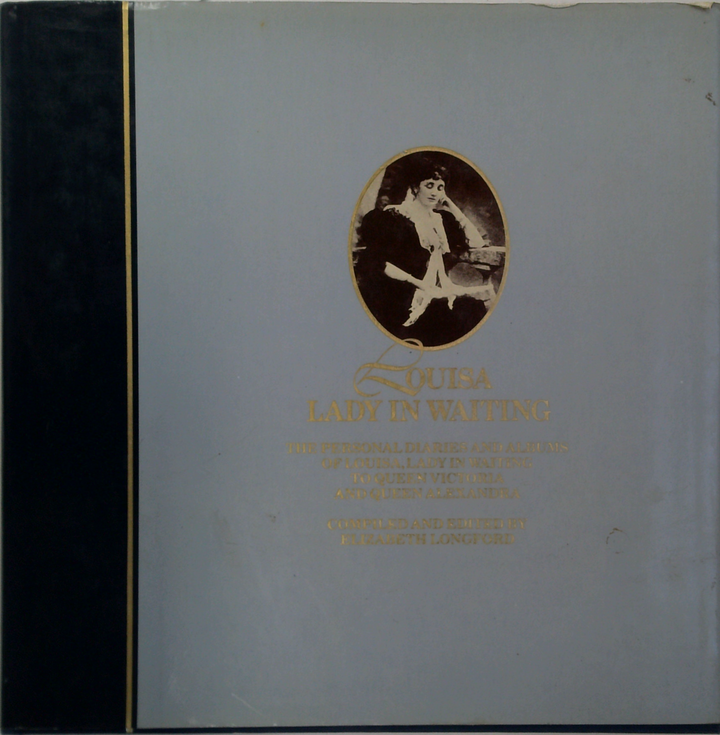 LOUISA
LADY IN WAITING
THE PERSONAL DIARIES AND ALBUMS
OF LOUISA, LADY IN WAITING
TO QUEEN VICTORIA
AND QUEEN ALEXANDRA
COMPILED AND EDITED BY
ELIZABETH LONGFORD